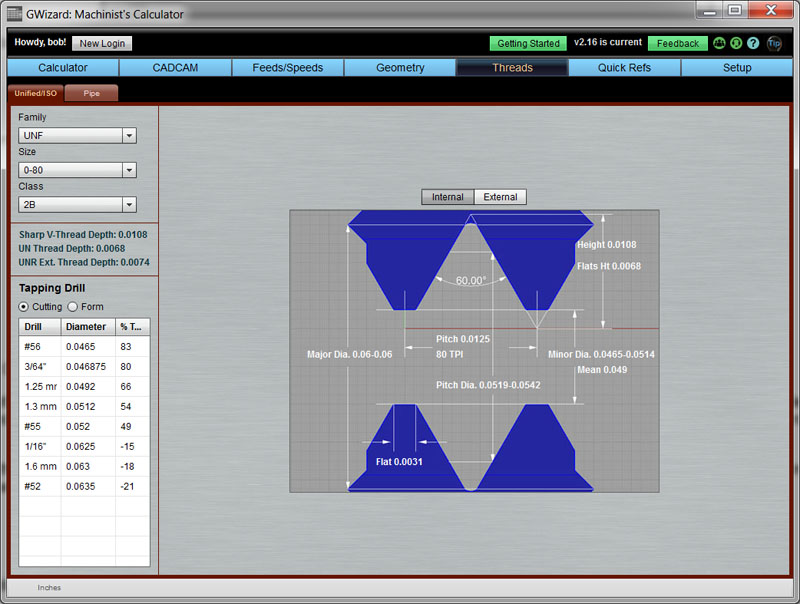 GWizard: Machinist's Calculator
Howdy, bob! New Login Getting Started v2.16 is current Feedback ? Tip
Calculator CADCAM Feeds/Speeds Geometry Threads Quick Refs Setup
Unified/ISO Pipe
Family
UNF
Size
0-80
Class
2B
Sharp V-Thread Depth: 0.0108
UN Thread Depth: 0.0068
UNR Ext. Thread Depth: 0.0074
Tapping Drill
Cutting Form
Drill Diameter % T...
#56 0.0465 83
3/64" 0.046875 80
1.25 mr 0.0492 66
1.3 mm 0.0512 54
#55 0.052 49
1/16" 0.0625 -15
1.6 mm 0.063 -18
#52 0.0635 -21
Internal External
Height 0.0108
Flats Ht 0.0068
60.00°
Pitch 0.0125
80 TPI
Major Dia. 0.06-0.06
Minor Dia. 0.0465-0.0514
Mean 0.049
Pitch Dia. 0.0519-0.0542
Flat 0.0031
Inches